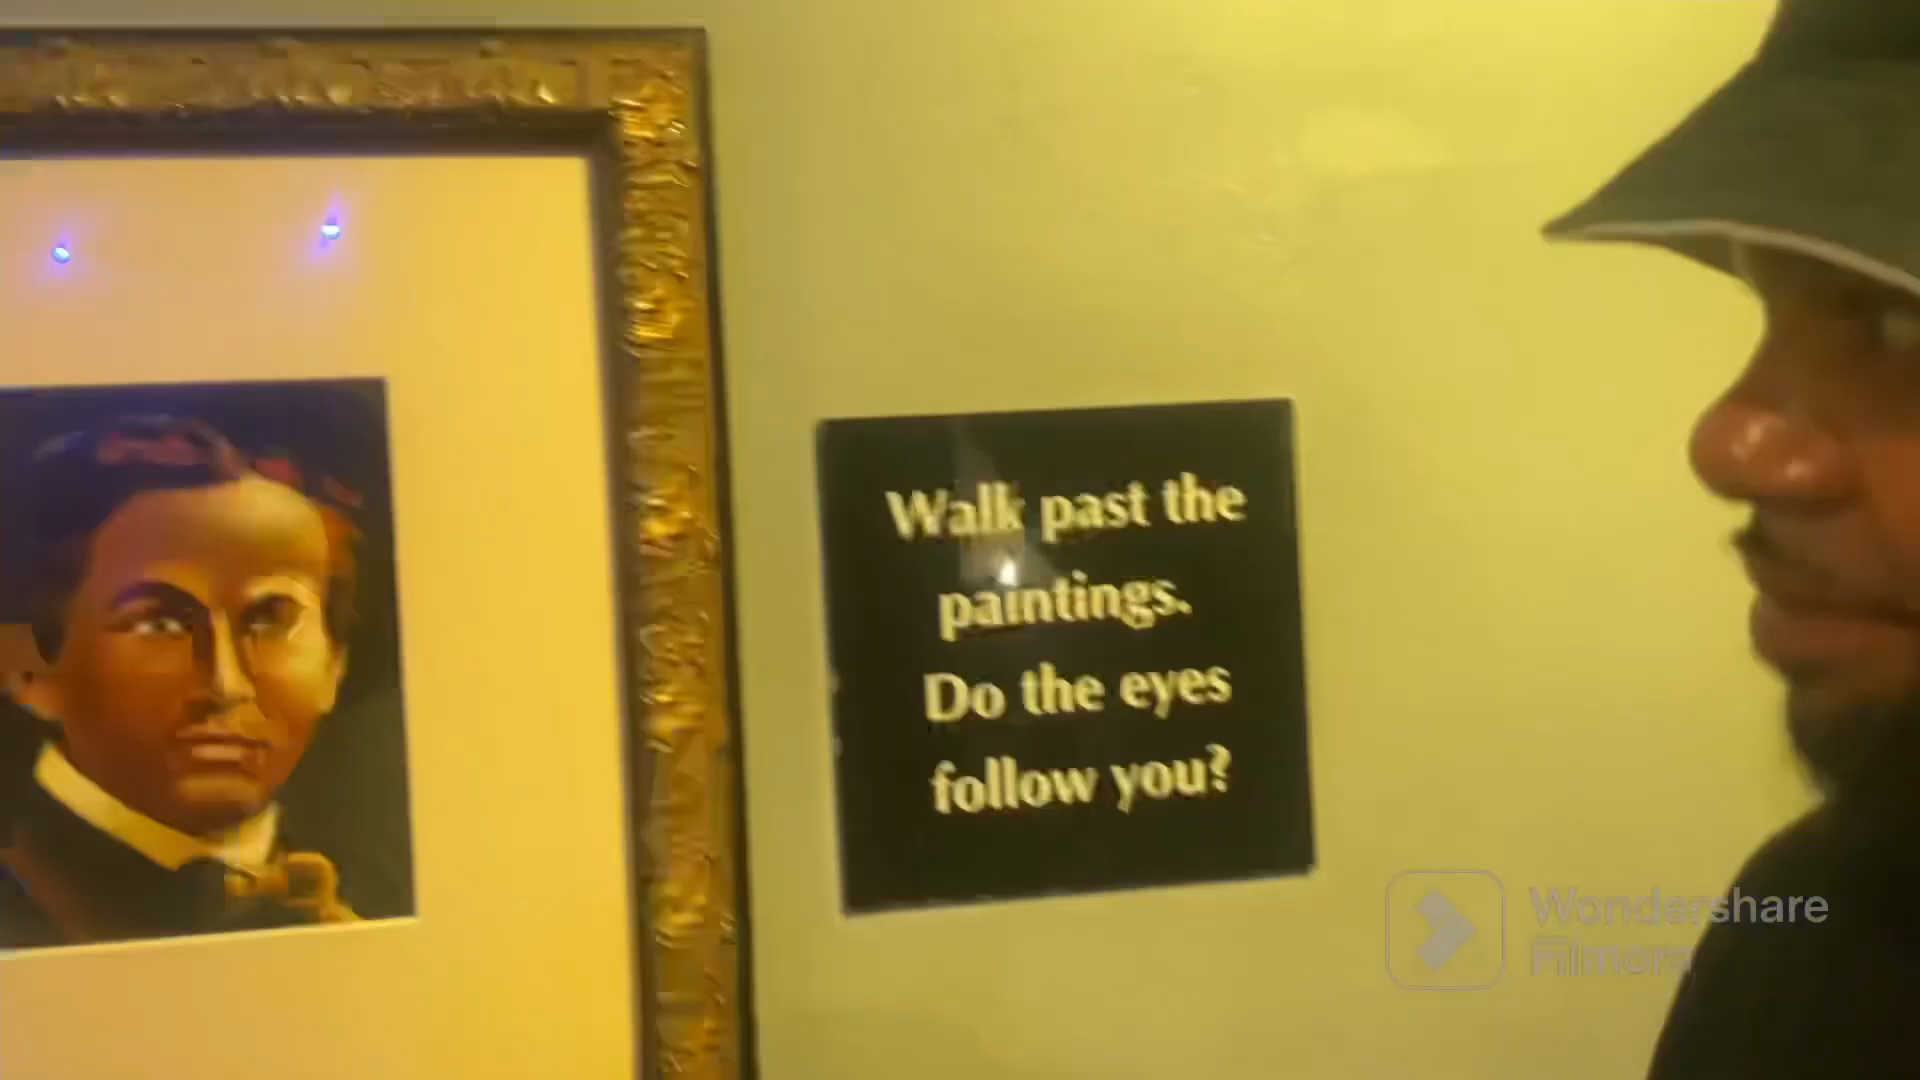 Walk past the
paintings.
Do the eyes
follow you?
Wondershare
Filmora